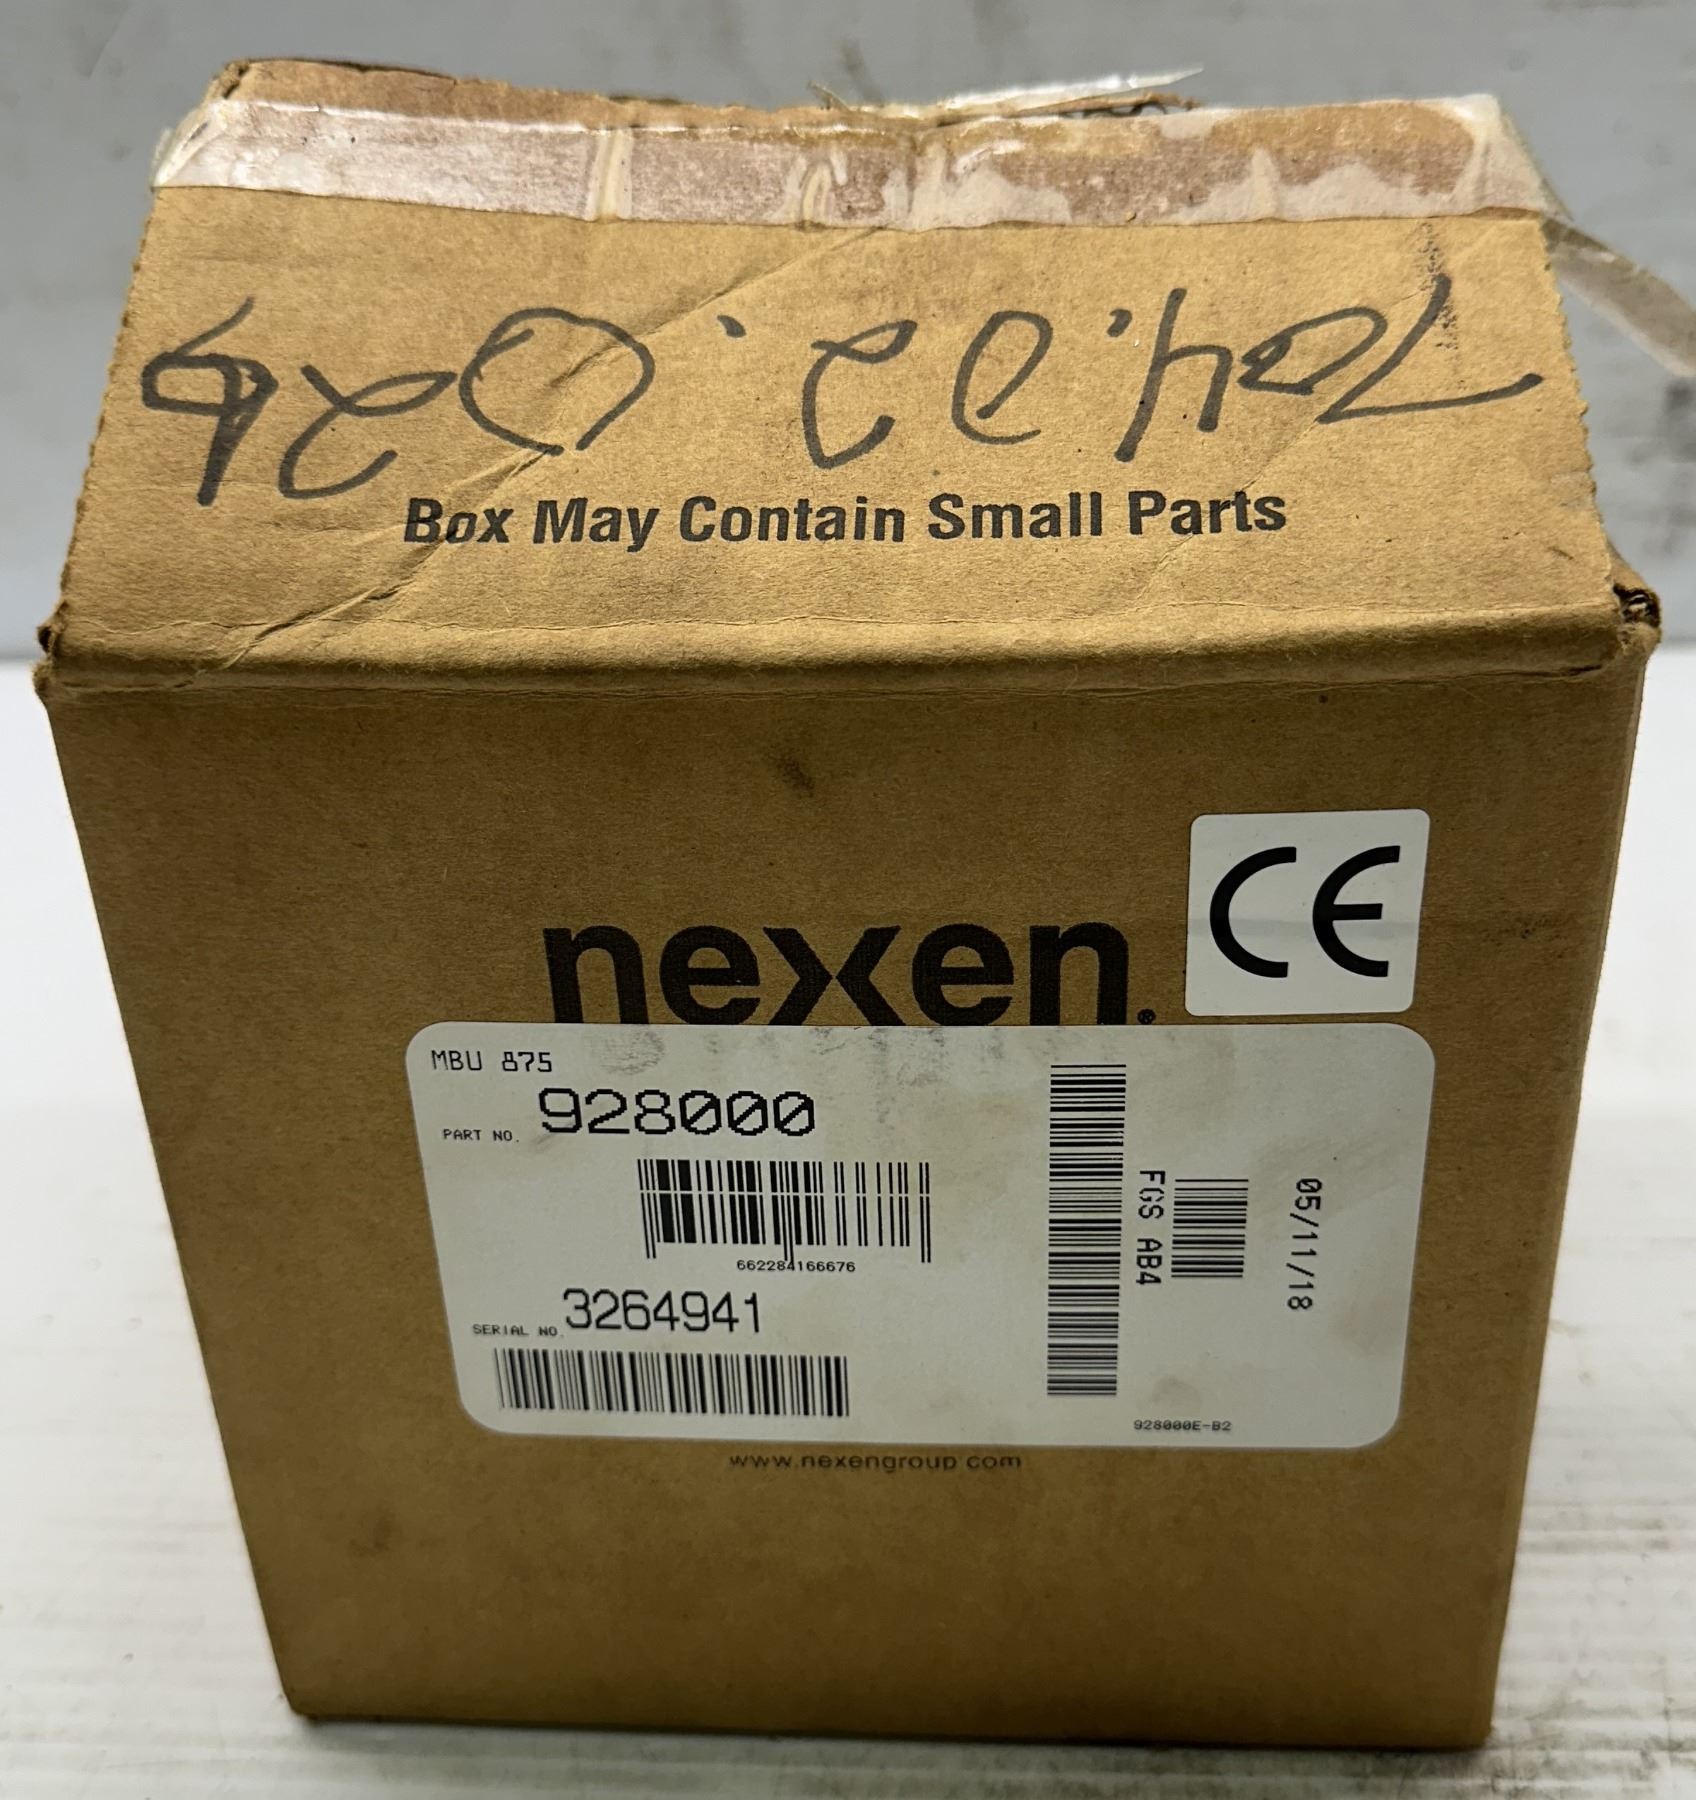 Box May Contain Small Parts
CE
nexen®
MBU 875
PART NO. 928000
662284166676
SERIAL NO. 3264941
FGS AB4
05/11/18
928000E-B2
www.nexengroup.com